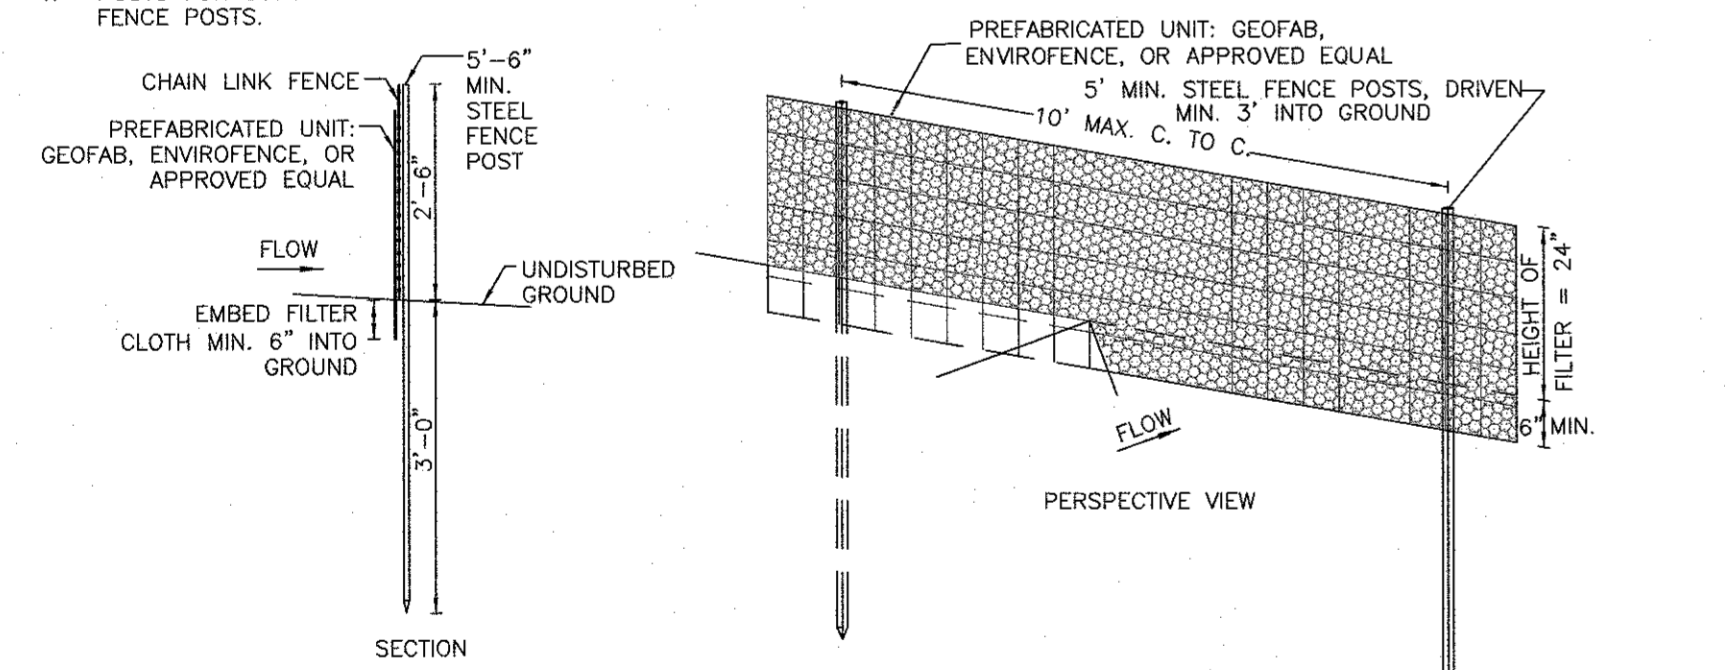 FENCE POSTS.
CHAIN LINK FENCE
PREFABRICATED UNIT:
GEOFAB, ENVIROFENCE, OR
APPROVED EQUAL
5'-6"
MIN.
STEEL
FENCE
POST
2'-6"
FLOW
UNDISTURBED
GROUND
EMBED FILTER
CLOTH MIN. 6" INTO
GROUND
3'-0"
SECTION
PREFABRICATED UNIT: GEOFAB,
ENVIROFENCE, OR APPROVED EQUAL
5' MIN. STEEL FENCE POSTS, DRIVEN
MIN. 3' INTO GROUND
10' MAX. C. TO C.
HEIGHT OF
FILTER = 24"
6" MIN.
FLOW
PERSPECTIVE VIEW